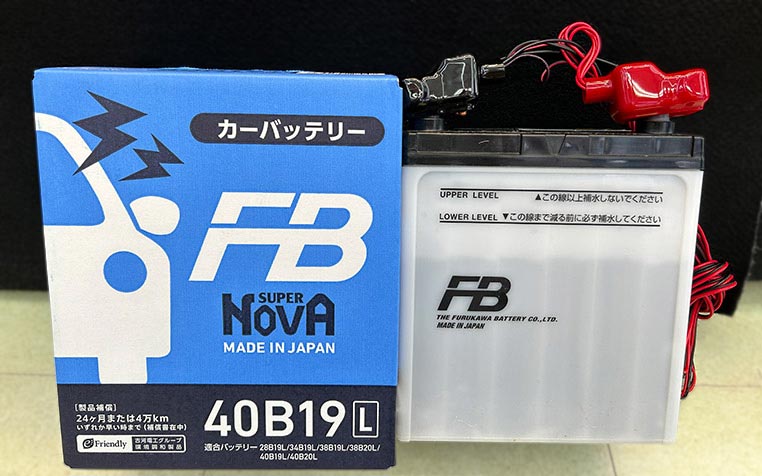 カーバッテリー
FB
SUPER
NOVA
MADE IN JAPAN
[製品補償]
24ヶ月または4万km
いずれか早い時まで(補償書在中)
e Friendly
古河電工グループ
環境調和製品
40B19 L
適合バッテリー 28B19L/34B19L/38B19L/38B20L/
40B19L/40B20L
UPPER LEVEL ▲この線以上補水しないでください
LOWER LEVEL ▼この線まで減る前に必ず補水してください
FB
THE FURUKAWA BATTERY CO.,LTD.
MADE IN JAPAN